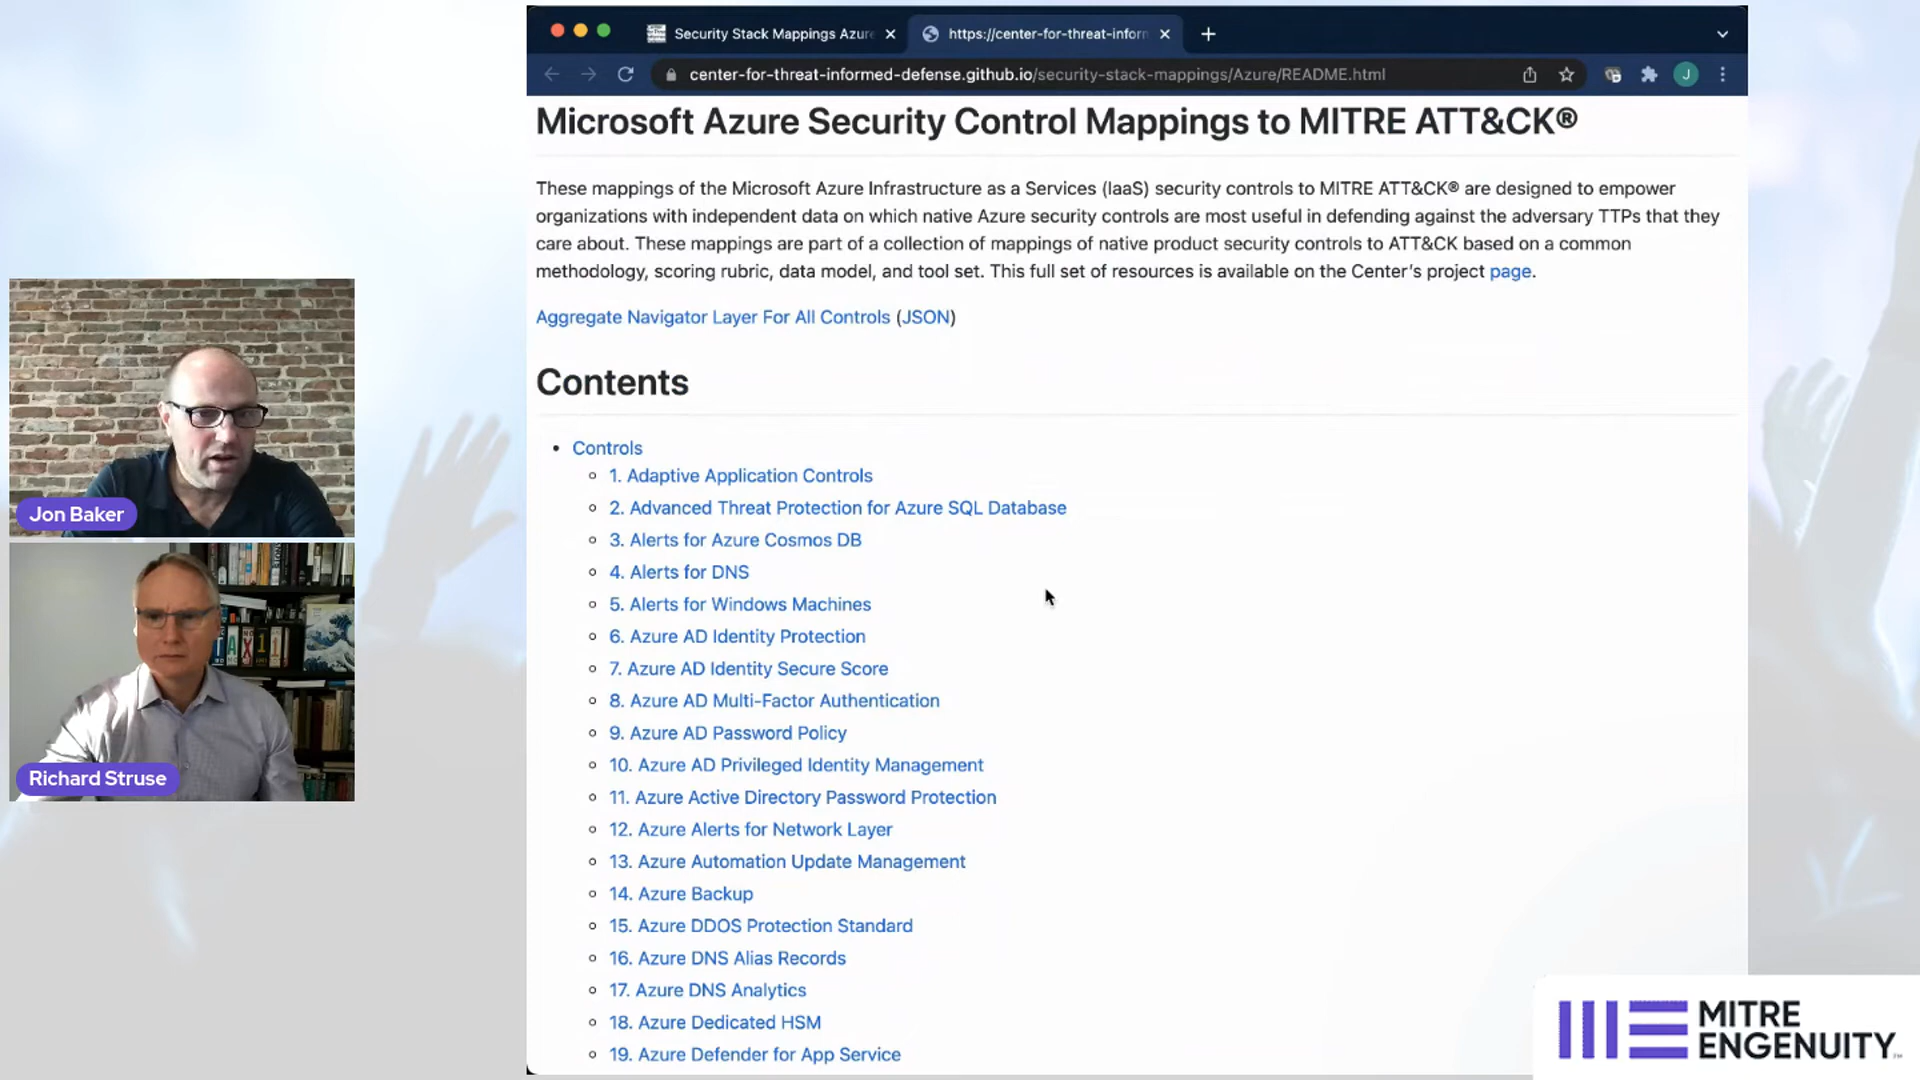 Security Stack Mappings Azure
https://center-for-threat-inforn
center-for-threat-informed-defense.github.io/security-stack-mappings/Azure/README.html
J
Microsoft Azure Security Control Mappings to MITRE ATT&CK®
These mappings of the Microsoft Azure Infrastructure as a Services (IaaS) security controls to MITRE ATT&CK® are designed to empower
organizations with independent data on which native Azure security controls are most useful in defending against the adversary TTPs that they
care about. These mappings are part of a collection of mappings of native product security controls to ATT&CK based on a common
methodology, scoring rubric, data model, and tool set. This full set of resources is available on the Center's project page.
Aggregate Navigator Layer For All Controls (JSON)
Contents
• Controls
1. Adaptive Application Controls
2. Advanced Threat Protection for Azure SQL Database
3. Alerts for Azure Cosmos DB
4. Alerts for DNS
5. Alerts for Windows Machines
6. Azure AD Identity Protection
7. Azure AD Identity Secure Score
8. Azure AD Multi-Factor Authentication
9. Azure AD Password Policy
10. Azure AD Privileged Identity Management
11. Azure Active Directory Password Protection
12. Azure Alerts for Network Layer
13. Azure Automation Update Management
14. Azure Backup
15. Azure DDOS Protection Standard
16. Azure DNS Alias Records
17. Azure DNS Analytics
18. Azure Dedicated HSM
19. Azure Defender for App Service
Jon Baker
Richard Struse
MITRE
ENGENUITY